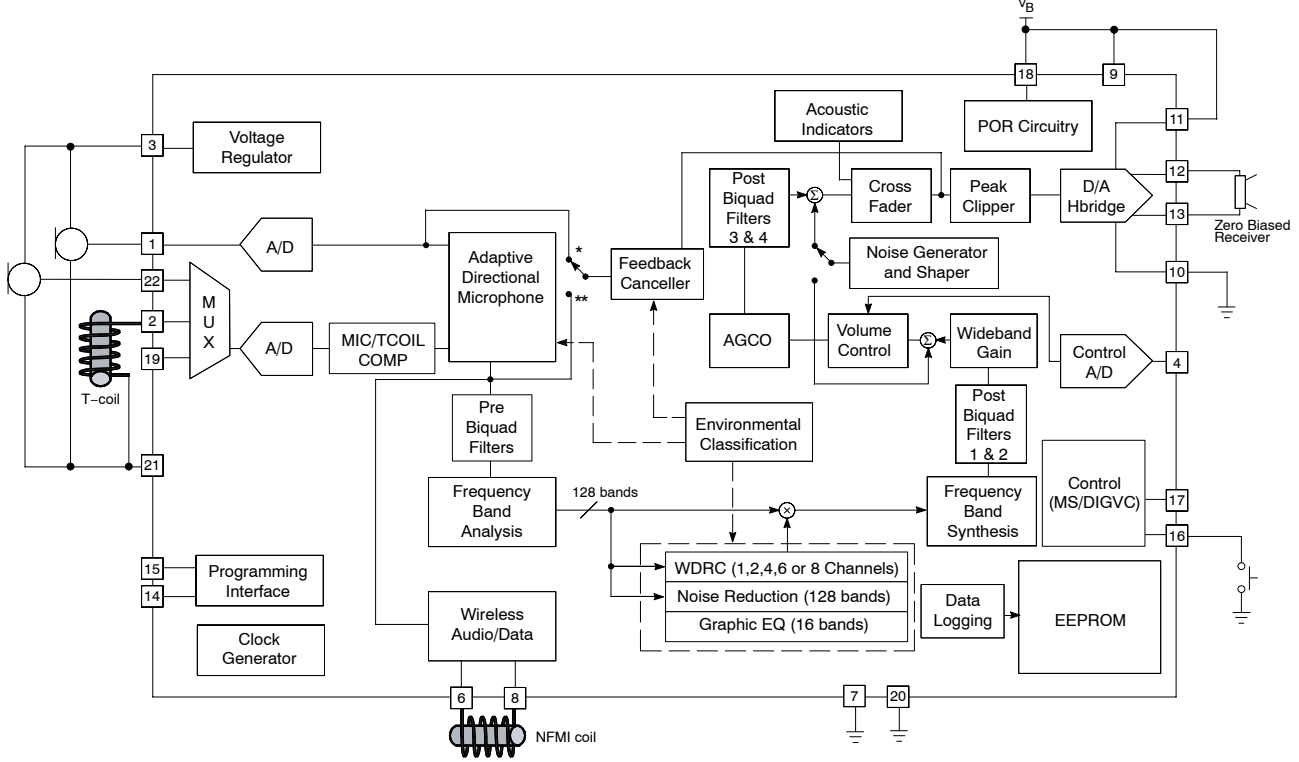 VB
18
9
Acoustic
Indicators
POR Circuitry
11
3
Voltage
Regulator
12
Post
Biquad
Filters
3 & 4
Σ
Cross
Fader
Peak
Clipper
D/A
Hbridge
13
Zero Biased
Receiver
1
A/D
Adaptive
Directional
Microphone
*
**
Feedback
Canceller
Noise Generator
and Shaper
10
22
2
19
M
U
X
A/D
MIC/TCOIL
COMP
AGCO
Volume
Control
Σ
Wideband
Gain
Control
A/D
4
T−coil
Pre
Biquad
Filters
Environmental
Classification
Post
Biquad
Filters
1 & 2
21
Frequency
Band
Analysis
128 bands
×
Frequency
Band
Synthesis
Control
(MS/DIGVC)
17
16
15
14
Programming
Interface
WDRC (1,2,4,6 or 8 Channels)
Noise Reduction (128 bands)
Graphic EQ (16 bands)
Data
Logging
EEPROM
Clock
Generator
Wireless
Audio/Data
6
8
7
20
NFMI coil